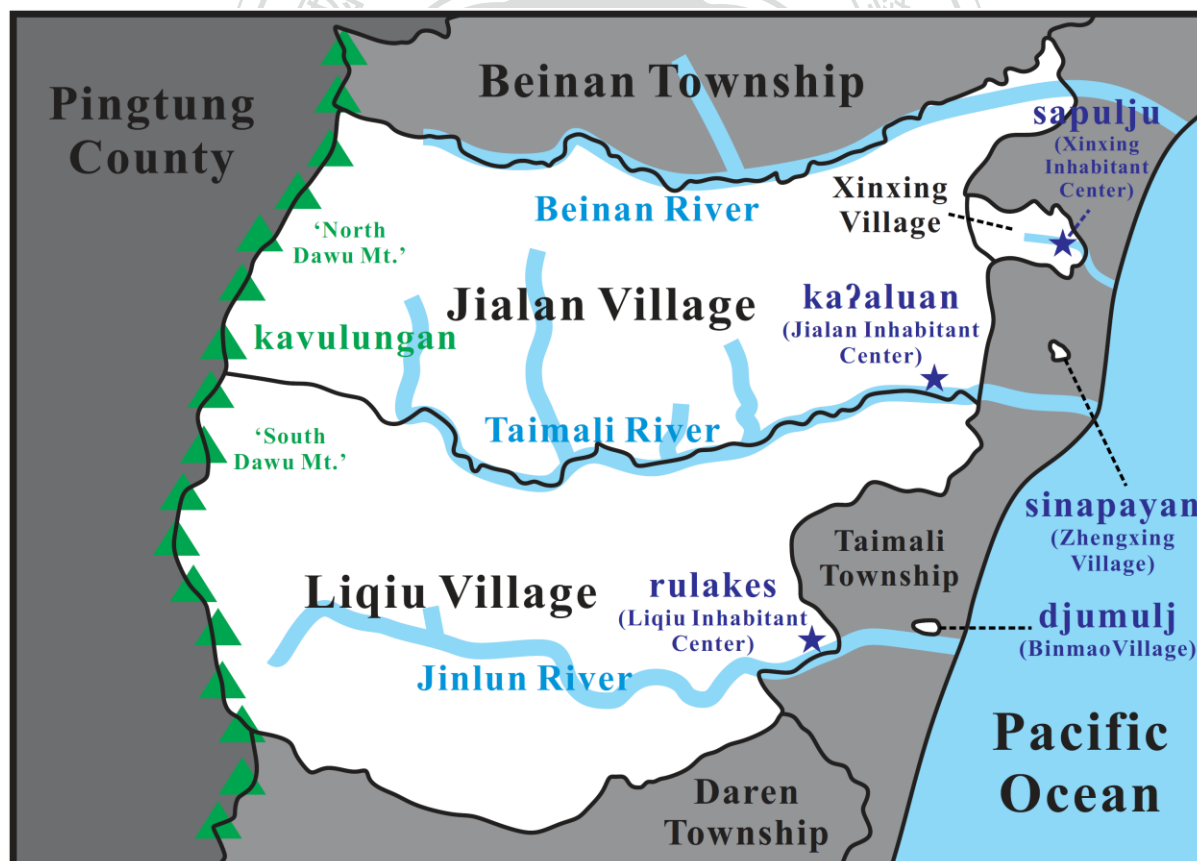 Pingtung
County
Beinan Township
sapulju
(Xinxing
Inhabitant
Center)
Xinxing
Village
Beinan River
‘North
Dawu Mt.’
kavulungan
Jialan Village
kaʔaluan
(Jialan Inhabitant
Center)
Taimali River
‘South
Dawu Mt.’
sinapayan
(Zhengxing
Village)
Taimali
Township
Liqiu Village
rulakes
(Liqiu Inhabitant
Center)
djumulj
(BinmaoVillage)
Jinlun River
Pacific
Ocean
Daren
Township